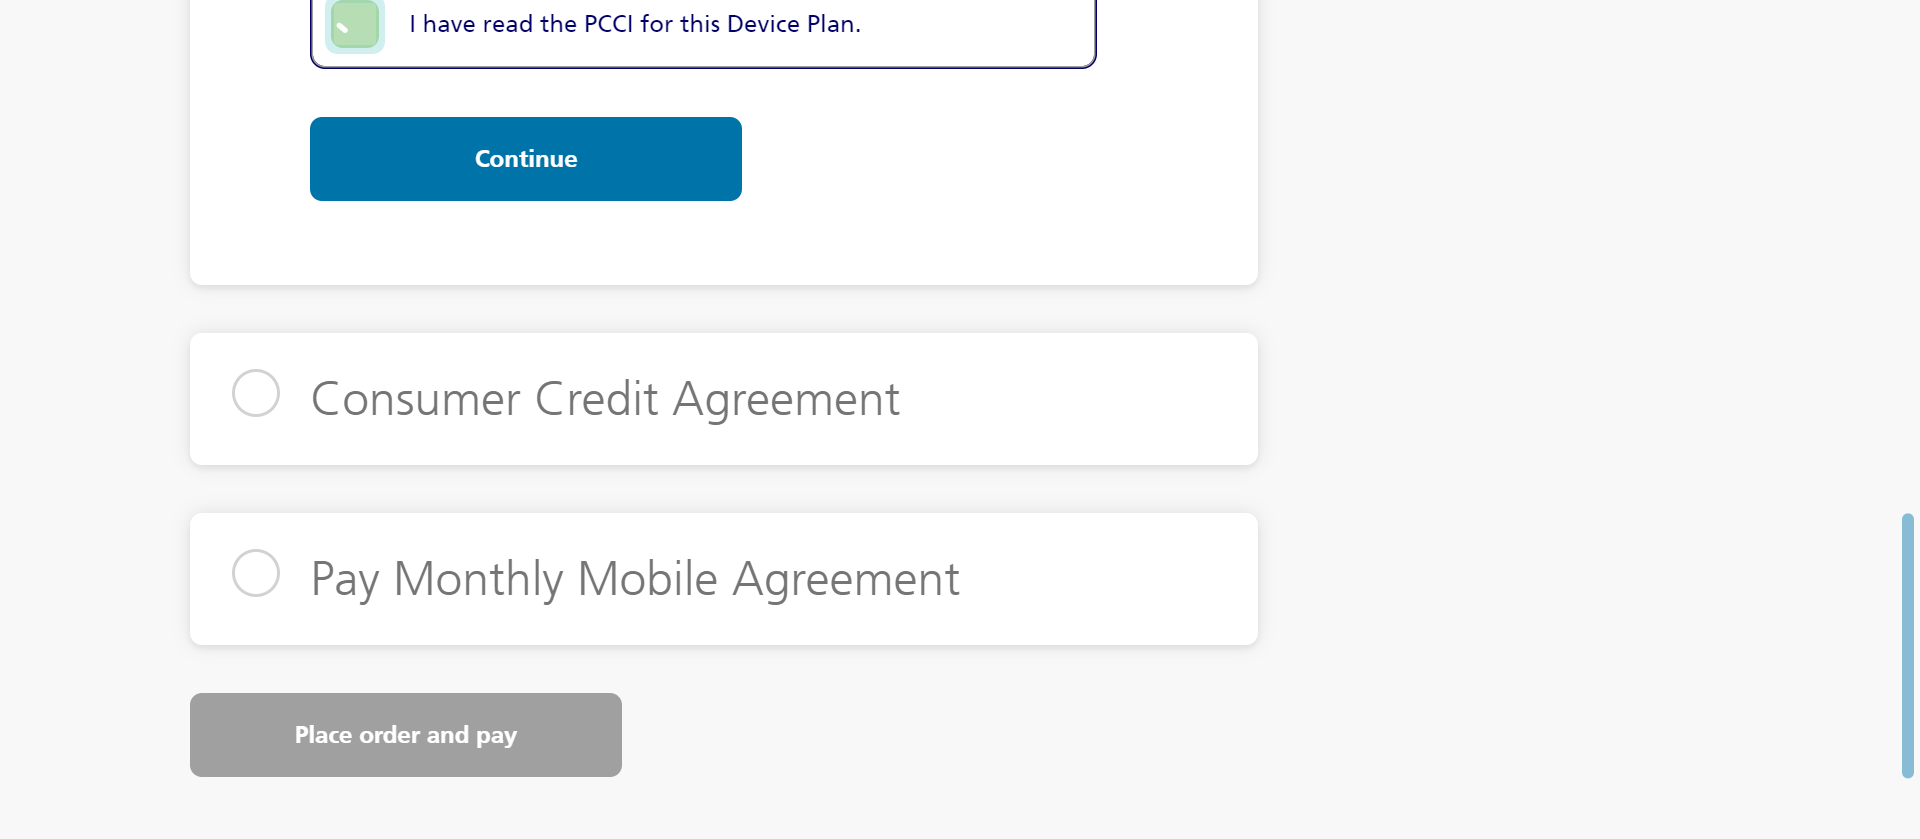 I have read the PCCI for this Device Plan.
Continue
Consumer Credit Agreement
Pay Monthly Mobile Agreement
Place order and pay